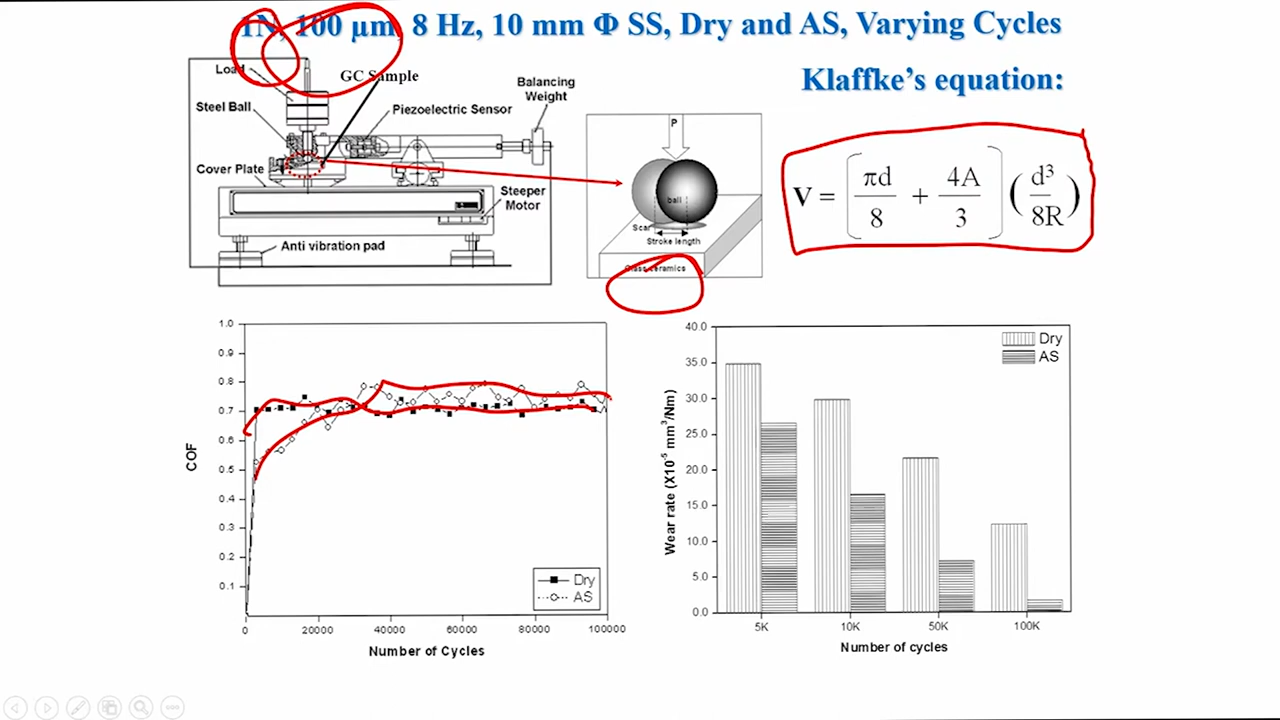 1N, 100 µm, 8 Hz, 10 mm Φ SS, Dry and AS, Varying Cycles
Klaffke's equation:
Load
GC Sample
Balancing
Weight
Steel Ball
Piezoelectric Sensor
Cover Plate
Steeper
Motor
Anti vibration pad
P
ball
Scar
Stroke length
Glass ceramics
V = [πd/8 + 4A/3] (d³/8R)
1.0
0.9
0.8
0.7
0.6
0.5
0.4
0.3
0.2
0.1
COF
Dry
AS
0 20000 40000 60000 80000 100000
Number of Cycles
40.0
35.0
30.0
25.0
20.0
15.0
10.0
5.0
0.0
Wear rate (X10⁻⁵ mm³/Nm)
Dry
AS
5K 10K 50K 100K
Number of cycles